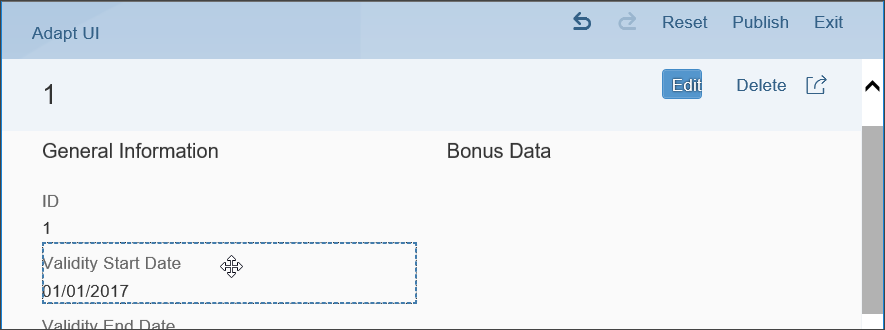 Adapt UI
Reset Publish Exit
1
Edit Delete
General Information
Bonus Data
ID
1
Validity Start Date
01/01/2017
Validity End Date